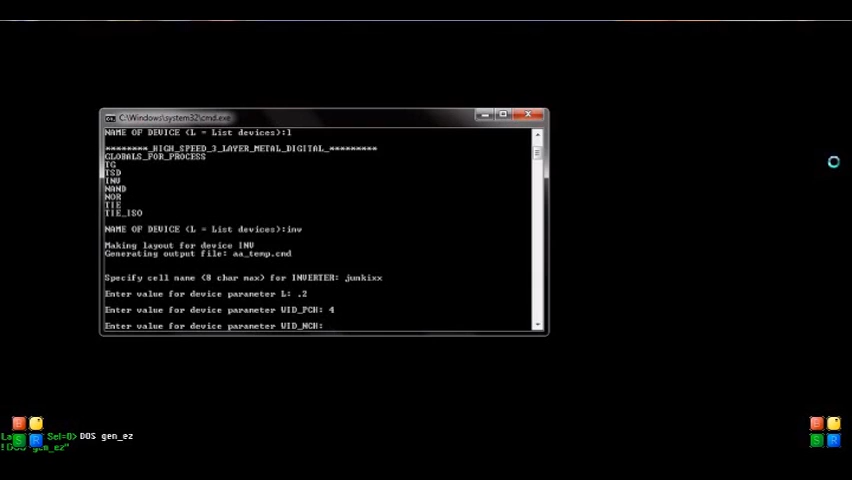 C:\Windows\system32\cmd.exe
NAME OF DEVICE (L = List devices):l
********_HIGH_SPEED_3_LAYER_METAL_DIGITAL_*********
GLOBALS_FOR_PROCESS
TG
TSD
INV
NAND
NOR
TIE
TIE_ISO
NAME OF DEVICE (L = List devices):inv
Making layout for device INV
Generating output file: aa_temp.cmd
Specify cell name (8 char max) for INVERTER: junkixx
Enter value for device parameter L: .2
Enter value for device parameter WID_PCH: 4
Enter value for device parameter WID_NCH:
B
B
S R
S R
Sel=0> DOS gen_ez
gen_ez"